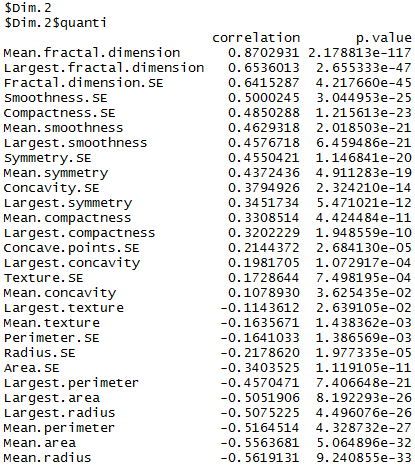 $Dim.2
$Dim.2$quanti
correlation p.value
Mean.fractal.dimension 0.8702931 2.178813e-117
Largest.fractal.dimension 0.6536013 2.655333e-47
Fractal.dimension.SE 0.6415287 4.217660e-45
Smoothness.SE 0.5000245 3.044953e-25
Compactness.SE 0.4850288 1.215613e-23
Mean.smoothness 0.4629318 2.018503e-21
Largest.smoothness 0.4576718 6.459486e-21
Symmetry.SE 0.4550421 1.146841e-20
Mean.symmetry 0.4372436 4.911283e-19
Concavity.SE 0.3794926 2.324210e-14
Largest.symmetry 0.3451734 5.471021e-12
Mean.compactness 0.3308514 4.424484e-11
Largest.compactness 0.3202229 1.948559e-10
Concave.points.SE 0.2144372 2.684130e-05
Largest.concavity 0.1981705 1.072917e-04
Texture.SE 0.1728644 7.498195e-04
Mean.concavity 0.1078930 3.625435e-02
Largest.texture -0.1143612 2.639105e-02
Mean.texture -0.1635671 1.438362e-03
Perimeter.SE -0.1641033 1.386569e-03
Radius.SE -0.2178620 1.977335e-05
Area.SE -0.3403525 1.119105e-11
Largest.perimeter -0.4570471 7.406648e-21
Largest.area -0.5051906 8.192293e-26
Largest.radius -0.5075225 4.496076e-26
Mean.perimeter -0.5164514 4.328732e-27
Mean.area -0.5563681 5.064896e-32
Mean.radius -0.5619131 9.240855e-33